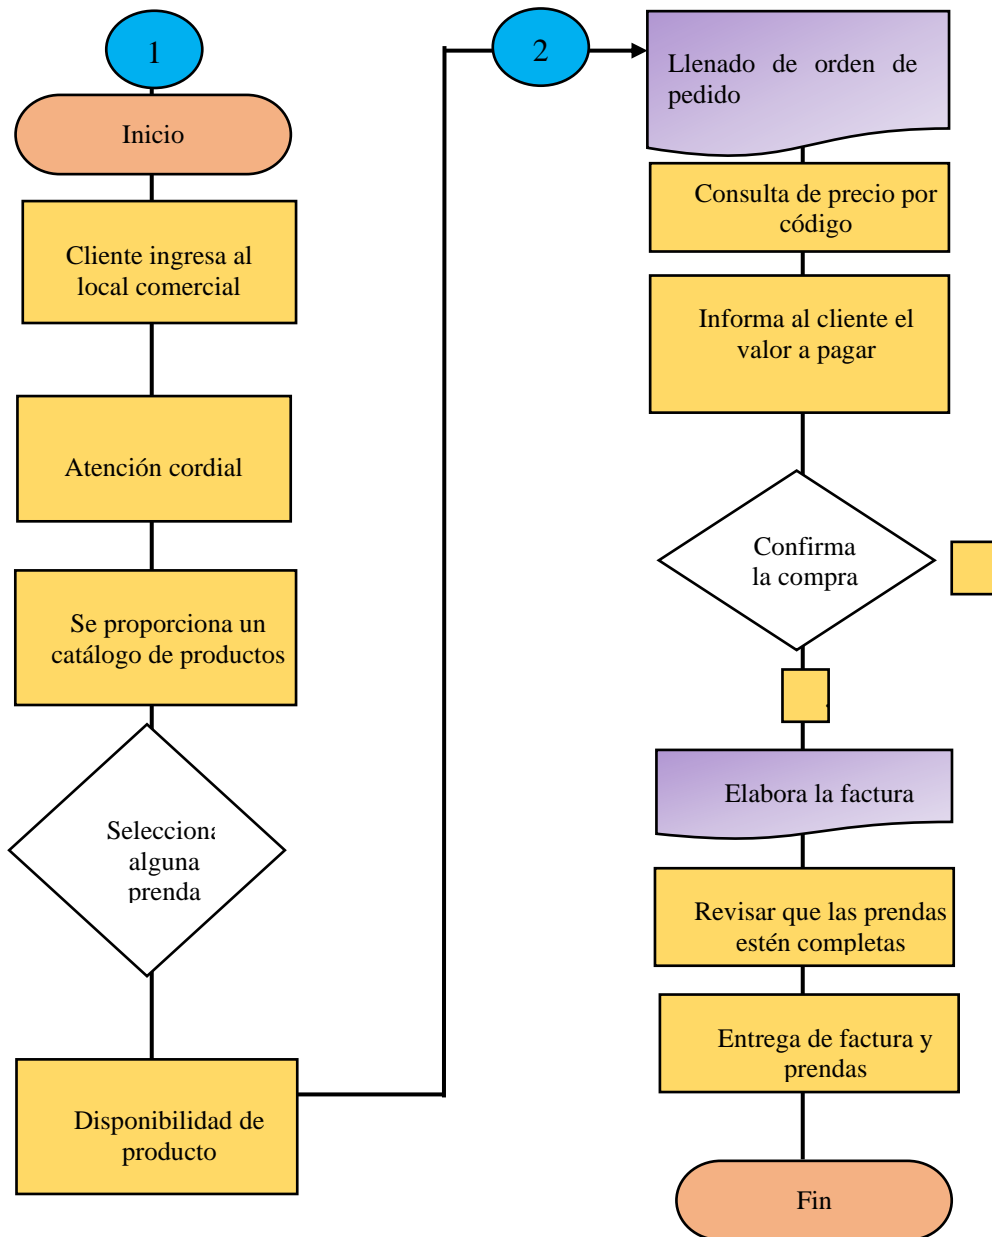 1
Inicio
Cliente ingresa al
local comercial
Atención cordial
Se proporciona un
catálogo de productos
Selecciona
alguna
prenda
Disponibilidad de
producto
2
Llenado de orden de
pedido
Consulta de precio por
código
Informa al cliente el
valor a pagar
Confirma
la compra
Elabora la factura
Revisar que las prendas
estén completas
Entrega de factura y
prendas
Fin